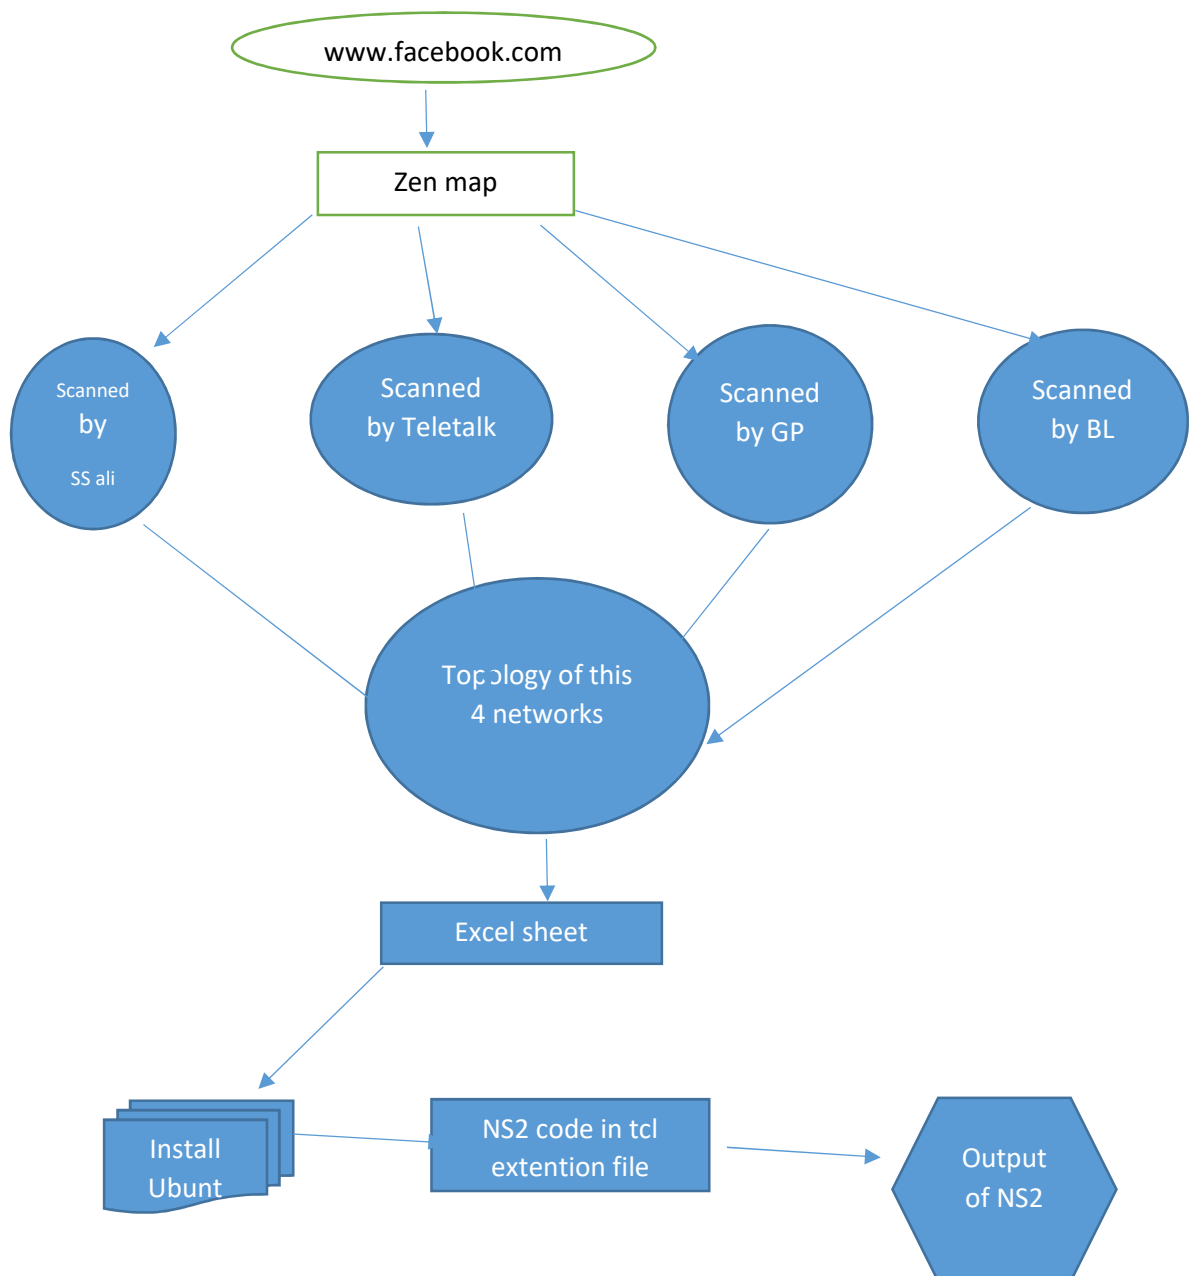 www.facebook.com
Zen map
Scanned
by
SS ali
Scanned
by Teletalk
Scanned
by GP
Scanned
by BL
Topology of this
4 networks
Excel sheet
Install
Ubunt
NS2 code in tcl
extention file
Output
of NS2